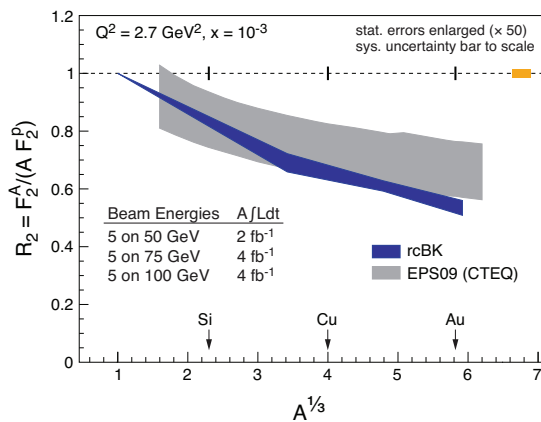 Q² = 2.7 GeV², x = 10⁻³
stat. errors enlarged (× 50)
sys. uncertainty bar to scale
R₂ = F₂ᴬ/(A F₂ᵖ)
1.2
1
0.8
0.6
0.4
0.2
0
Beam Energies A∫Ldt
5 on 50 GeV 2 fb⁻¹
5 on 75 GeV 4 fb⁻¹
5 on 100 GeV 4 fb⁻¹
rcBK
EPS09 (CTEQ)
Si Cu Au
1 2 3 4 5 6 7
A^⅓